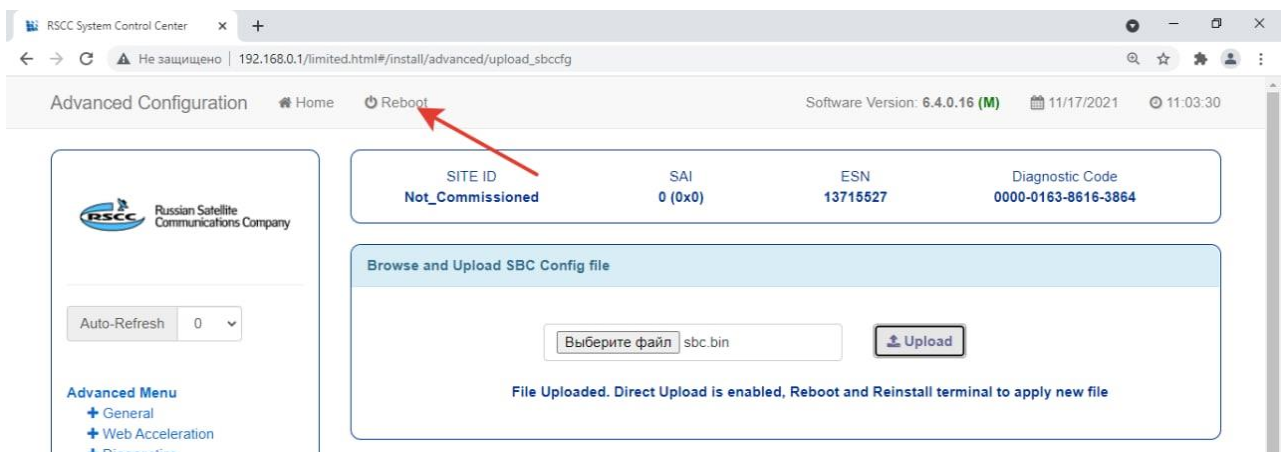 RSCC System Control Center
Не защищено 192.168.0.1/limited.html#/install/advanced/upload_sbccfg
Advanced Configuration Home Reboot Software Version: 6.4.0.16 (M) 11/17/2021 11:03:30
RSCC Russian Satellite
Communications Company
SITE ID SAI ESN Diagnostic Code
Not_Commissioned 0 (0x0) 13715527 0000-0163-8616-3864
Browse and Upload SBC Config file
Auto-Refresh 0
Выберите файл sbc.bin Upload
File Uploaded. Direct Upload is enabled, Reboot and Reinstall terminal to apply new file
Advanced Menu
General
Web Acceleration